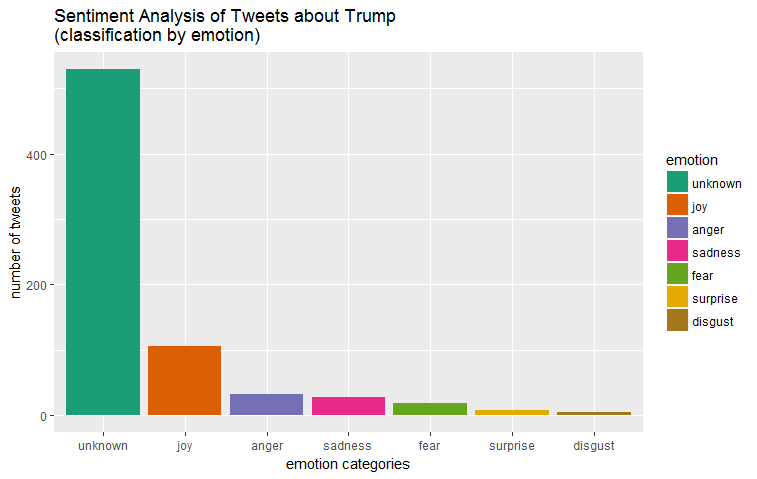 Sentiment Analysis of Tweets about Trump
(classification by emotion)
number of tweets
400
200
0
unknown joy anger sadness fear surprise disgust
emotion categories
emotion
unknown
joy
anger
sadness
fear
surprise
disgust